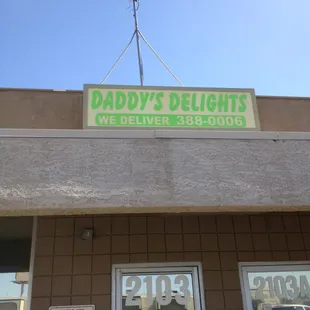 DADDY'S DELIGHTS
WE DELIVER 388-0006
2103
2103A